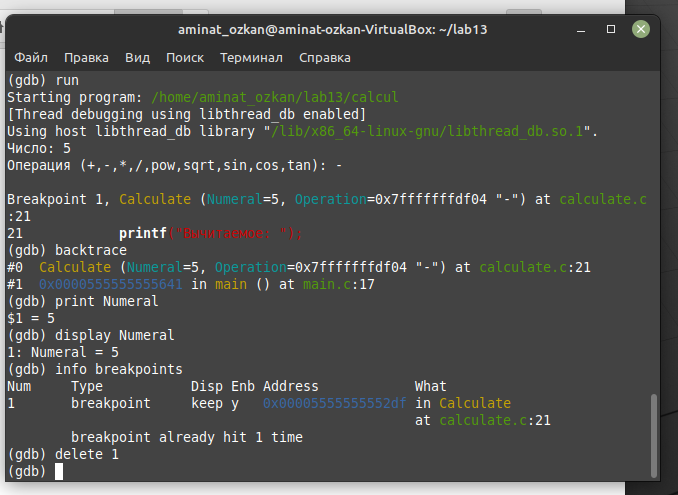 aminat_ozkan@aminat-ozkan-VirtualBox: ~/lab13
Файл Правка Вид Поиск Терминал Справка
(gdb) run
Starting program: /home/aminat_ozkan/lab13/calcul
[Thread debugging using libthread_db enabled]
Using host libthread_db library "/lib/x86_64-linux-gnu/libthread_db.so.1".
Число: 5
Операция (+,-,*,/,pow,sqrt,sin,cos,tan): -
Breakpoint 1, Calculate (Numeral=5, Operation=0x7fffffffdf04 "-") at calculate.c
:21
21 printf("Вычитаемое: ");
(gdb) backtrace
#0 Calculate (Numeral=5, Operation=0x7fffffffdf04 "-") at calculate.c:21
#1 0x0000555555555641 in main () at main.c:17
(gdb) print Numeral
$1 = 5
(gdb) display Numeral
1: Numeral = 5
(gdb) info breakpoints
Num Type Disp Enb Address What
1 breakpoint keep y 0x00005555555552df in Calculate
at calculate.c:21
breakpoint already hit 1 time
(gdb) delete 1
(gdb)